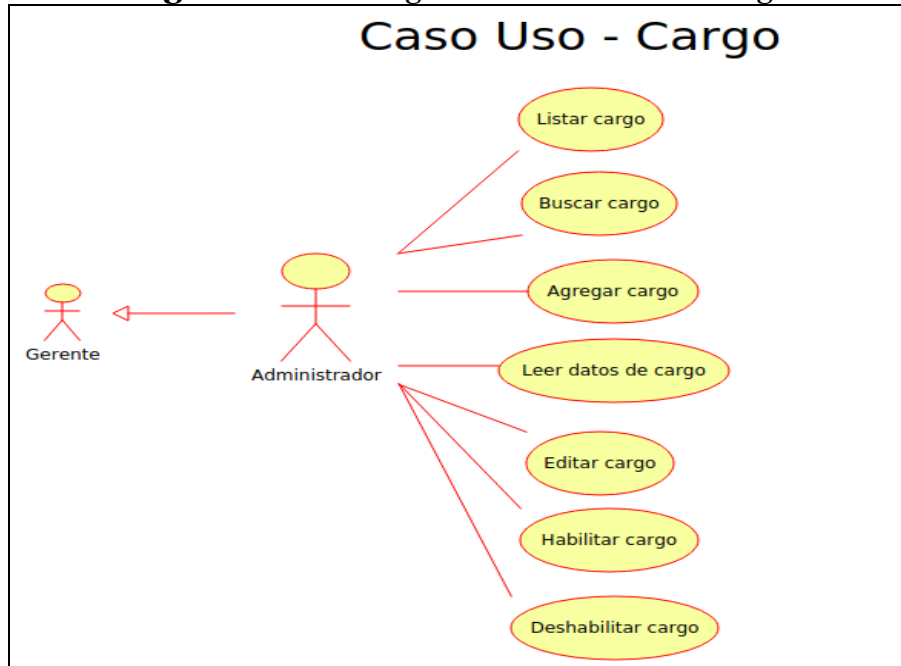 Caso Uso - Cargo
Listar cargo
Buscar cargo
Agregar cargo
Gerente
Leer datos de cargo
Administrador
Editar cargo
Habilitar cargo
Deshabilitar cargo